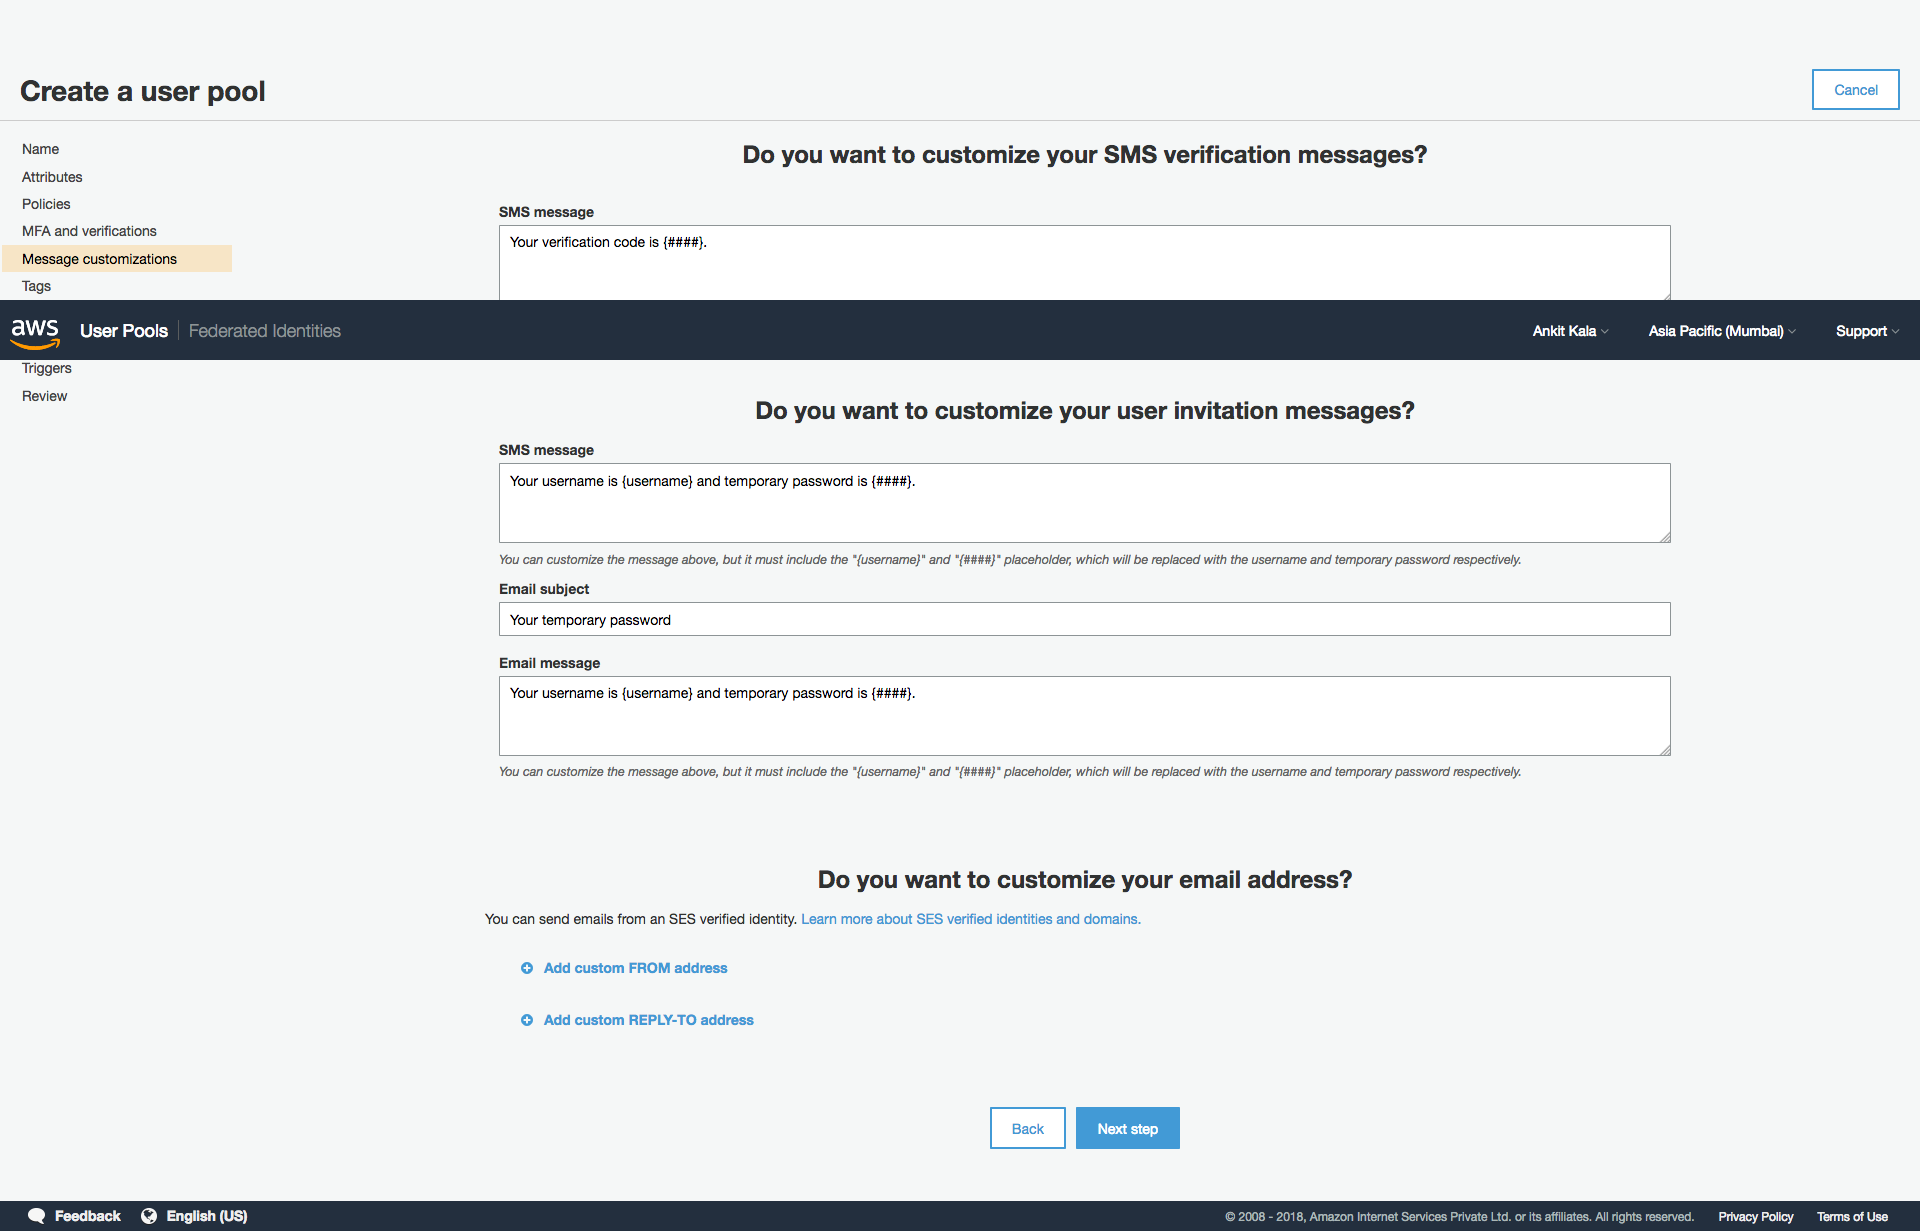 Create a user pool
Cancel
Name
Attributes
Policies
MFA and verifications
Message customizations
Tags
Do you want to customize your SMS verification messages?
SMS message
Your verification code is {####}.
aws
User Pools
Federated Identities
Ankit Kala
Asia Pacific (Mumbai)
Support
Triggers
Review
Do you want to customize your user invitation messages?
SMS message
Your username is {username} and temporary password is {####}.
You can customize the message above, but it must include the "{username}" and "{####}" placeholder, which will be replaced with the username and temporary password respectively.
Email subject
Your temporary password
Email message
Your username is {username} and temporary password is {####}.
You can customize the message above, but it must include the "{username}" and "{####}" placeholder, which will be replaced with the username and temporary password respectively.
Do you want to customize your email address?
You can send emails from an SES verified identity. Learn more about SES verified identities and domains.
Add custom FROM address
Add custom REPLY-TO address
Back
Next step
Feedback
English (US)
© 2008 - 2018, Amazon Internet Services Private Ltd. or its affiliates. All rights reserved.
Privacy Policy
Terms of Use